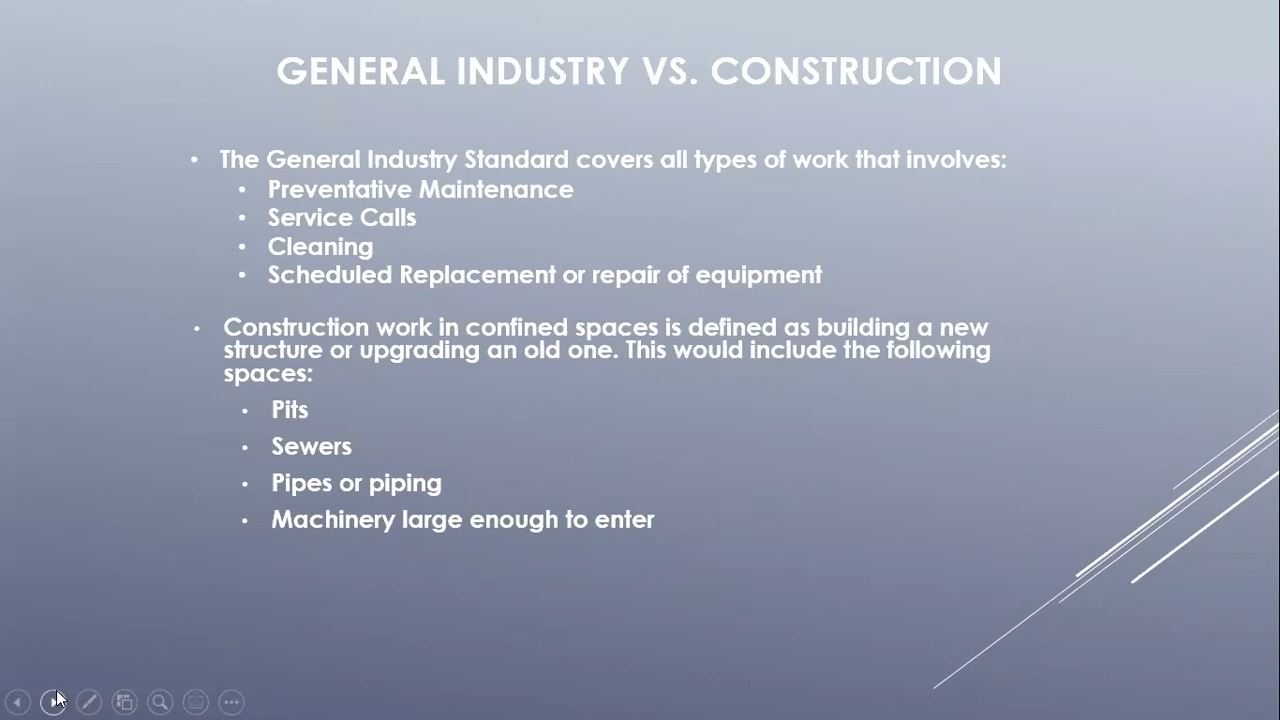 GENERAL INDUSTRY VS. CONSTRUCTION
• The General Industry Standard covers all types of work that involves:
• Preventative Maintenance
• Service Calls
• Cleaning
• Scheduled Replacement or repair of equipment
• Construction work in confined spaces is defined as building a new
structure or upgrading an old one. This would include the following
spaces:
• Pits
• Sewers
• Pipes or piping
• Machinery large enough to enter